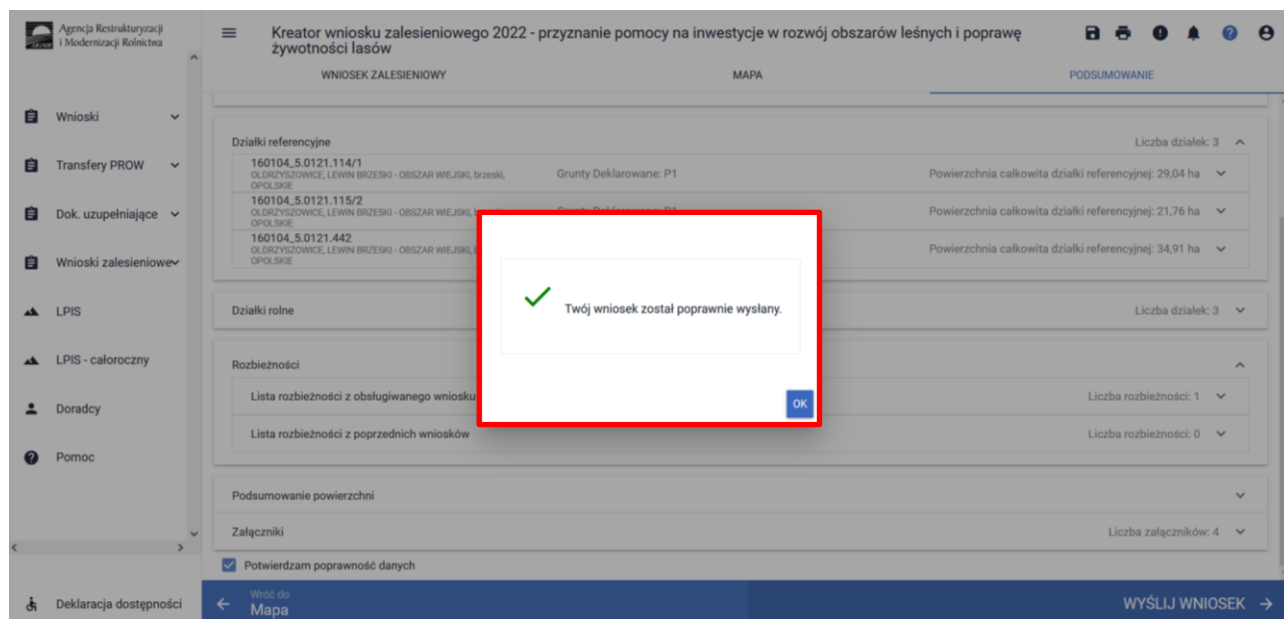 Agencja Restrukturyzacji
i Modernizacji Rolnictwa
Kreator wniosku zalesieniowego 2022 - przyznanie pomocy na inwestycje w rozwój obszarów leśnych i poprawę
żywotności lasów
WNIOSEK ZALESIENIOWY
MAPA
PODSUMOWANIE
Wnioski
Transfery PROW
Dok. uzupełniające
Wnioski zalesieniowe
LPIS
LPIS - całoroczny
Doradcy
Pomoc
Deklaracja dostępności
Działki referencyjne
Liczba działek: 3
160104_5.0121.114/1
OLDRZYSZOWICE, LEWIN BRZESKI - OBSZAR WIEJSKI, brzeski,
OPOLSKIE
Grunty Deklarowane: P1
Powierzchnia całkowita działki referencyjnej: 29,04 ha
160104_5.0121.115/2
OLDRZYSZOWICE, LEWIN BRZESKI - OBSZAR WIEJSKI,
OPOLSKIE
Powierzchnia całkowita działki referencyjnej: 21,76 ha
160104_5.0121.442
OLDRZYSZOWICE, LEWIN BRZESKI - OBSZAR WIEJSKI,
OPOLSKIE
Powierzchnia całkowita działki referencyjnej: 34,91 ha
Działki rolne
Liczba działek: 3
Rozbieżności
Lista rozbieżności z obsługiwanego wniosku
Liczba rozbieżności: 1
Lista rozbieżności z poprzednich wniosków
Liczba rozbieżności: 0
Podsumowanie powierzchni
Załączniki
Liczba załączników: 4
Potwierdzam poprawność danych
Wróć do
Mapa
WYŚLIJ WNIOSEK
Twój wniosek został poprawnie wysłany.
OK